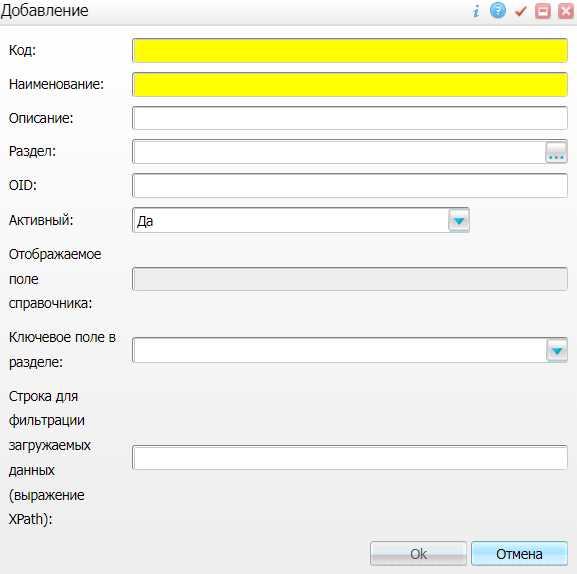 Добавление
Код:
Наименование:
Описание:
Раздел:
...
OID:
Активный:
Да
Отображаемое
поле
справочника:
Ключевое поле в
разделе:
Строка для
фильтрации
загружаемых
данных
(выражение
XPath):
Ok
Отмена